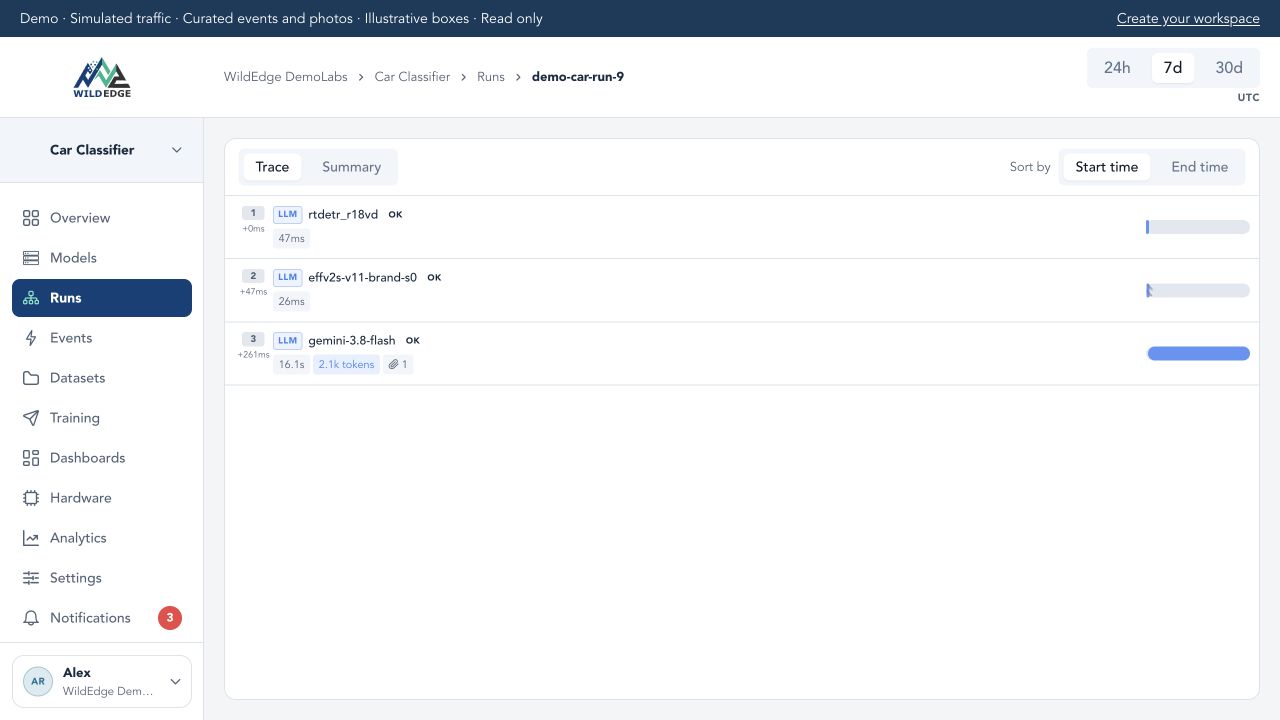 Demo · Simulated traffic · Curated events and photos · Illustrative boxes · Read only
Create your workspace
WILDEDGE
WildEdge DemoLabs > Car Classifier > Runs > demo-car-run-9
24h 7d 30d
UTC
Car Classifier
Overview
Models
Runs
Events
Datasets
Training
Dashboards
Hardware
Analytics
Settings
Notifications 3
AR
Alex
WildEdge Dem...
Trace Summary
Sort by Start time End time
1 LLM rtdetr_r18vd OK
+0ms 47ms
2 LLM effv2s-v11-brand-s0 OK
+47ms 26ms
3 LLM gemini-3.8-flash OK
+261ms 16.1s 2.1k tokens 1